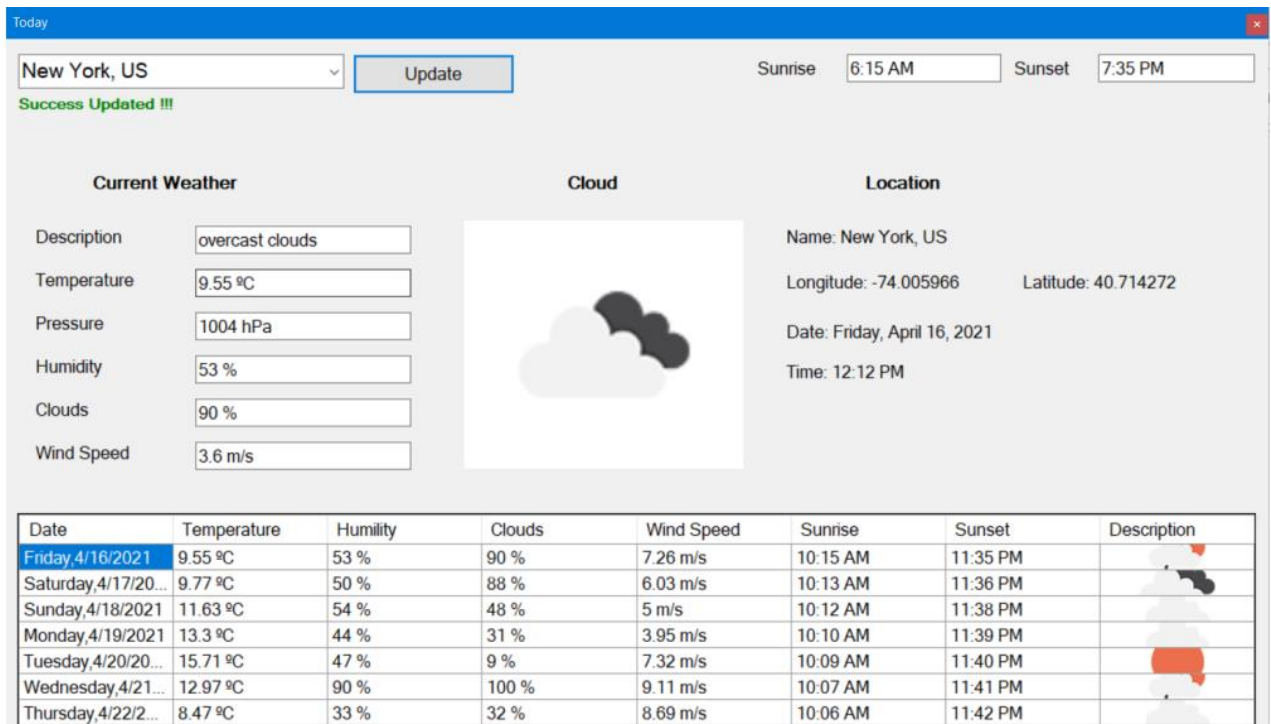 Today
New York, US Update Sunrise 6:15 AM Sunset 7:35 PM
Success Updated !!!
Current Weather Cloud Location
Description overcast clouds Name: New York, US
Temperature 9.55 ºC Longitude: -74.005966 Latitude: 40.714272
Pressure 1004 hPa Date: Friday, April 16, 2021
Humidity 53 % Time: 12:12 PM
Clouds 90 %
Wind Speed 3.6 m/s
Date Temperature Humility Clouds Wind Speed Sunrise Sunset Description
Friday,4/16/2021 9.55 ºC 53 % 90 % 7.26 m/s 10:15 AM 11:35 PM
Saturday,4/17/20... 9.77 ºC 50 % 88 % 6.03 m/s 10:13 AM 11:36 PM
Sunday,4/18/2021 11.63 ºC 54 % 48 % 5 m/s 10:12 AM 11:38 PM
Monday,4/19/2021 13.3 ºC 44 % 31 % 3.95 m/s 10:10 AM 11:39 PM
Tuesday,4/20/20... 15.71 ºC 47 % 9 % 7.32 m/s 10:09 AM 11:40 PM
Wednesday,4/21... 12.97 ºC 90 % 100 % 9.11 m/s 10:07 AM 11:41 PM
Thursday,4/22/2... 8.47 ºC 33 % 32 % 8.69 m/s 10:06 AM 11:42 PM